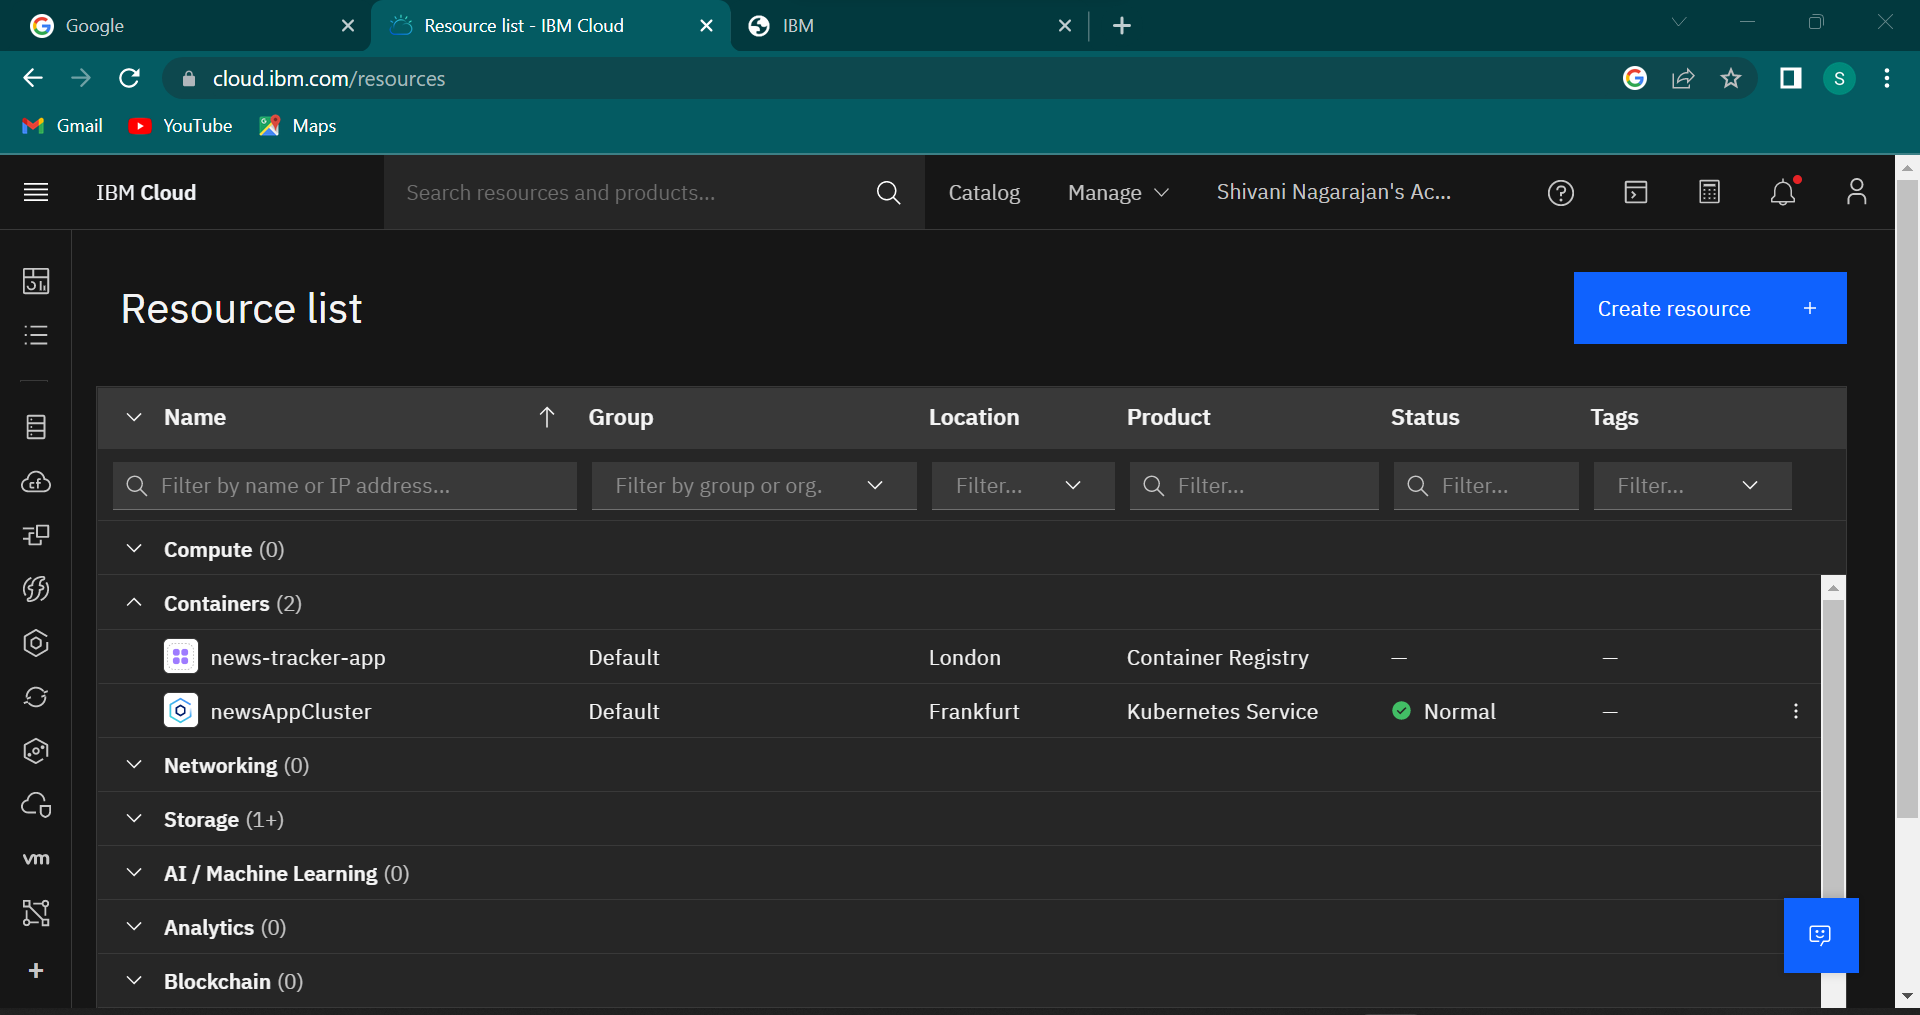 Google
Resource list - IBM Cloud
IBM
cloud.ibm.com/resources
S
Gmail
YouTube
Maps
IBM Cloud
Search resources and products...
Catalog
Manage
Shivani Nagarajan's Ac...
Resource list
Create resource +
Name
Group
Location
Product
Status
Tags
Filter by name or IP address...
Filter by group or org.
Filter...
Filter...
Filter...
Filter...
Compute (0)
Containers (2)
news-tracker-app Default London Container Registry — —
newsAppCluster Default Frankfurt Kubernetes Service Normal —
Networking (0)
Storage (1+)
AI / Machine Learning (0)
Analytics (0)
Blockchain (0)
cf
vm